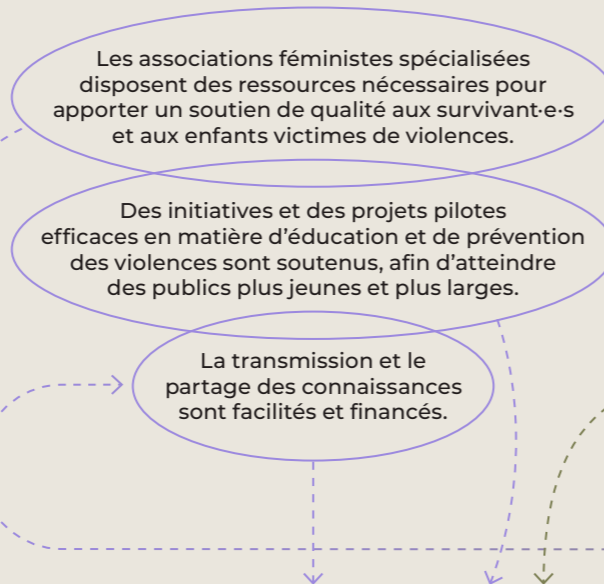 Les associations féministes spécialisées
disposent des ressources nécessaires pour
apporter un soutien de qualité aux survivant·e·s
et aux enfants victimes de violences.
Des initiatives et des projets pilotes
efficaces en matière d’éducation et de prévention
des violences sont soutenus, afin d’atteindre
des publics plus jeunes et plus larges.
La transmission et le
partage des connaissances
sont facilités et financés.